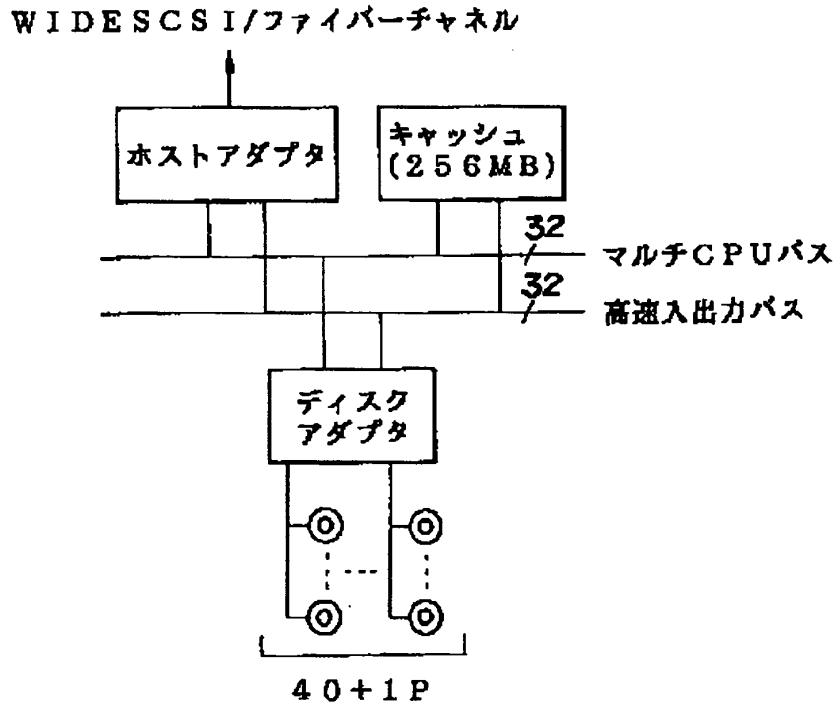 ＷＩＤＥＳＣＳＩ/ファイバーチャネル
ホストアダプタ
キャッシュ
(２５６ＭＢ)
32
マルチＣＰＵバス
32
高速入出力バス
ディスク
アダプタ
４０＋１Ｐ